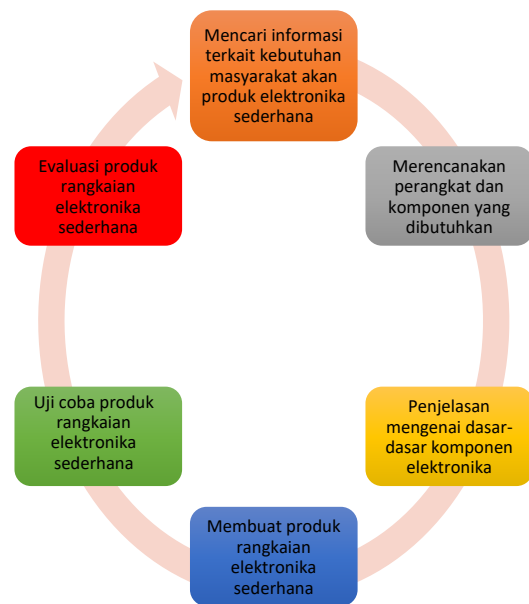 Mencari informasi
terkait kebutuhan
masyarakat akan
produk elektronika
sederhana
Merencanakan
perangkat dan
komponen yang
dibutuhkan
Penjelasan
mengenai dasar-
dasar komponen
elektronika
Membuat produk
rangkaian
elektronika
sederhana
Uji coba produk
rangkaian
elektronika
sederhana
Evaluasi produk
rangkaian
elektronika
sederhana